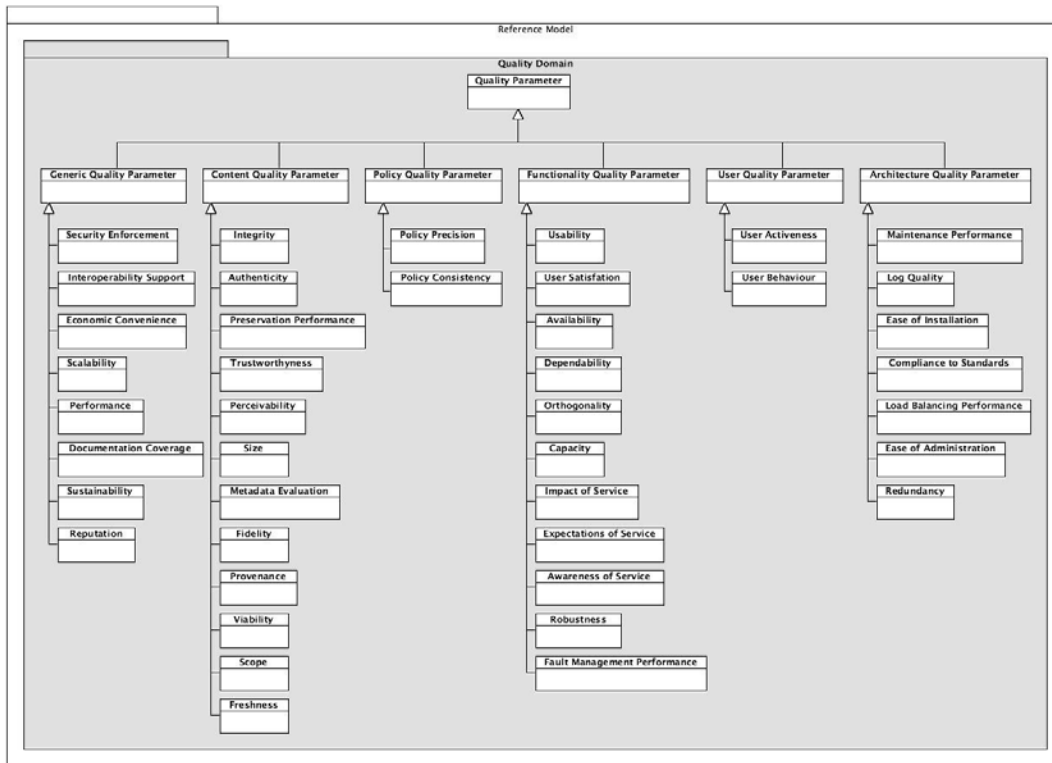 Reference Model
Quality Domain
Quality Parameter
Generic Quality Parameter
Content Quality Parameter
Policy Quality Parameter
Functionality Quality Parameter
User Quality Parameter
Architecture Quality Parameter
Security Enforcement
Interoperability Support
Economic Convenience
Scalability
Performance
Documentation Coverage
Sustainability
Reputation
Integrity
Authenticity
Preservation Performance
Trustworthyness
Perceivability
Size
Metadata Evaluation
Fidelity
Provenance
Viability
Scope
Freshness
Policy Precision
Policy Consistency
Usability
User Satisfation
Availability
Dependability
Orthogonality
Capacity
Impact of Service
Expectations of Service
Awareness of Service
Robustness
Fault Management Performance
User Activeness
User Behaviour
Maintenance Performance
Log Quality
Ease of Installation
Compliance to Standards
Load Balancing Performance
Ease of Administration
Redundancy